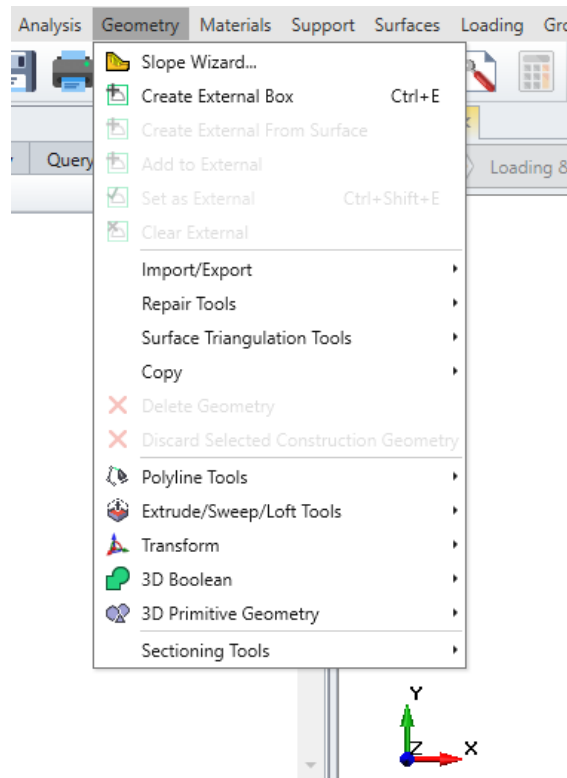 Analysis Geometry Materials Support Surfaces Loading
Slope Wizard...
Create External Box Ctrl+E
Create External From Surface
Add to External
Query
Loading &
Set as External Ctrl+Shift+E
Clear External
Import/Export
Repair Tools
Surface Triangulation Tools
Copy
Delete Geometry
Discard Selected Construction Geometry
Polyline Tools
Extrude/Sweep/Loft Tools
Transform
3D Boolean
3D Primitive Geometry
Sectioning Tools
Y
Z X